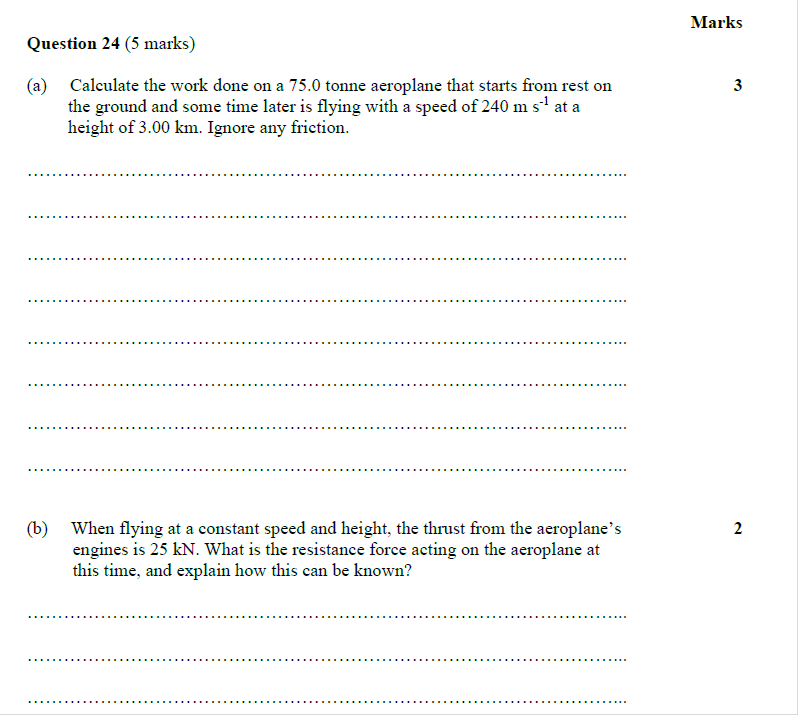 Marks
Question 24 (5 marks)
(a) Calculate the work done on a 75.0 tonne aeroplane that starts from rest on 3
the ground and some time later is flying with a speed of 240 m s⁻¹ at a
height of 3.00 km. Ignore any friction.
(b) When flying at a constant speed and height, the thrust from the aeroplane’s 2
engines is 25 kN. What is the resistance force acting on the aeroplane at
this time, and explain how this can be known?